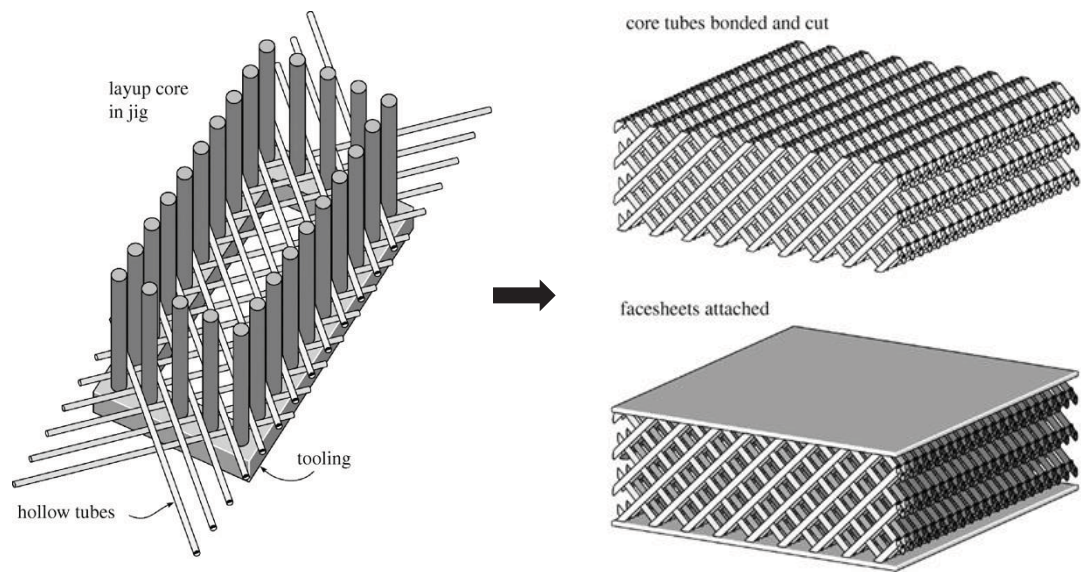 layup core
in jig
tooling
hollow tubes
core tubes bonded and cut
facesheets attached